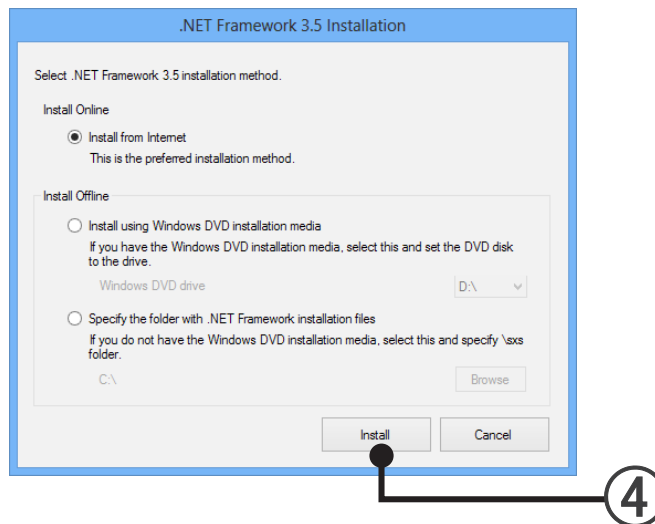 .NET Framework 3.5 Installation
Select .NET Framework 3.5 installation method.
Install Online
Install from Internet
This is the preferred installation method.
Install Offline
Install using Windows DVD installation media
If you have the Windows DVD installation media, select this and set the DVD disk
to the drive.
Windows DVD drive
D:\
Specify the folder with .NET Framework installation files
If you do not have the Windows DVD installation media, select this and specify \sxs
folder.
C:\
Browse
Install
Cancel
4